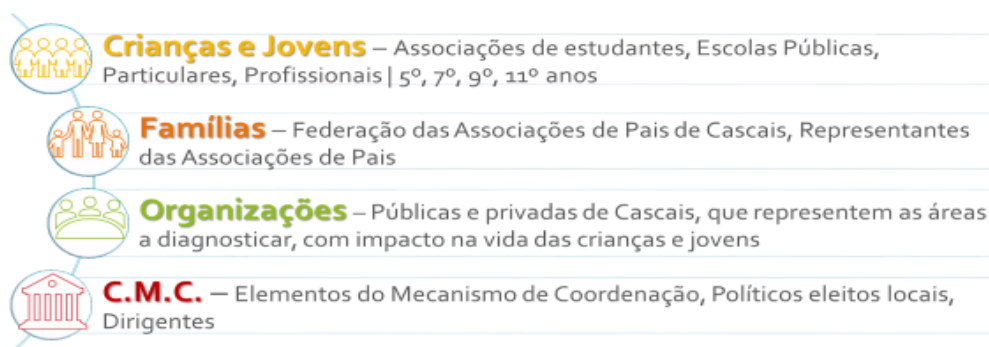 Crianças e Jovens – Associações de estudantes, Escolas Públicas,
Particulares, Profissionais | 5º, 7º, 9º, 11º anos
Famílias – Federação das Associações de Pais de Cascais, Representantes
das Associações de Pais
Organizações – Públicas e privadas de Cascais, que representem as áreas
a diagnosticar, com impacto na vida das crianças e jovens
C.M.C. – Elementos do Mecanismo de Coordenação, Políticos eleitos locais,
Dirigentes